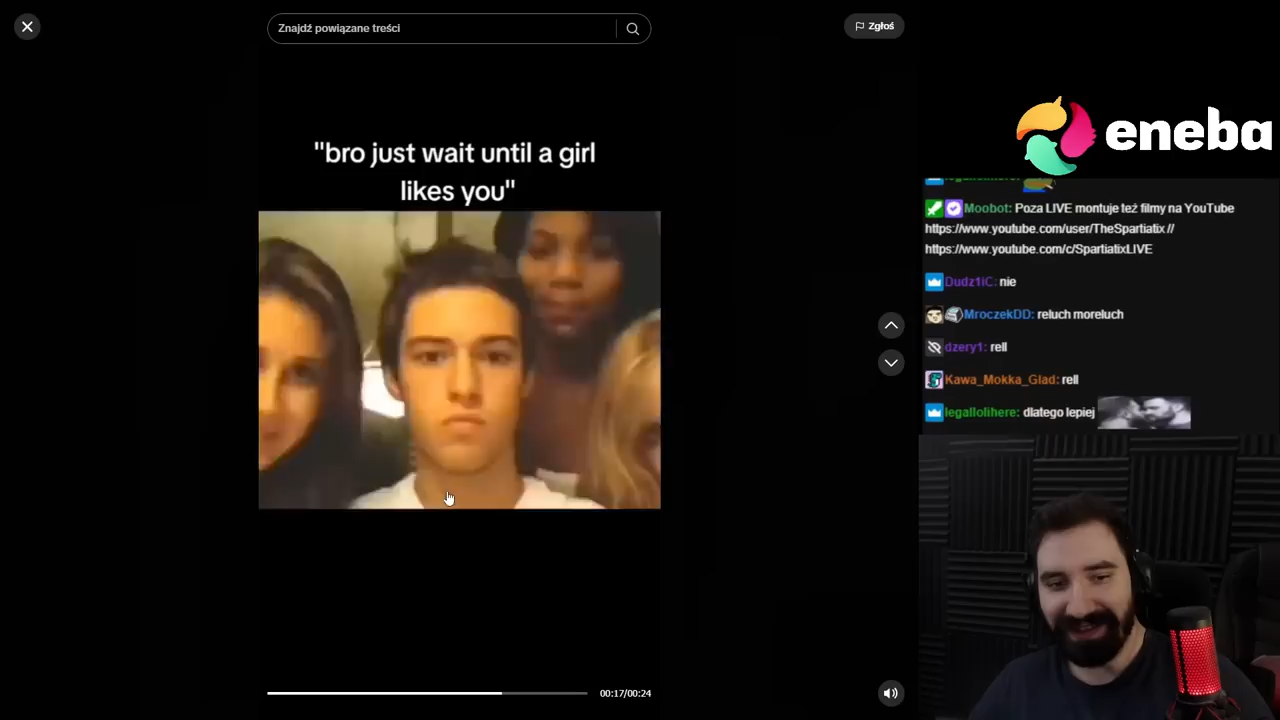 Znajdź powiązane treści
Zgłoś
"bro just wait until a girl
likes you"
00:17/00:24
eneba
Moobot: Poza LIVE montuje też filmy na YouTube
https://www.youtube.com/user/TheSpartiatix //
https://www.youtube.com/c/SpartiatixLIVE
Dudz1iC: nie
MroczekDD: reluch moreluch
dzery1: rell
Kawa_Mokka_Glad: rell
legallolihere: dlatego lepiej